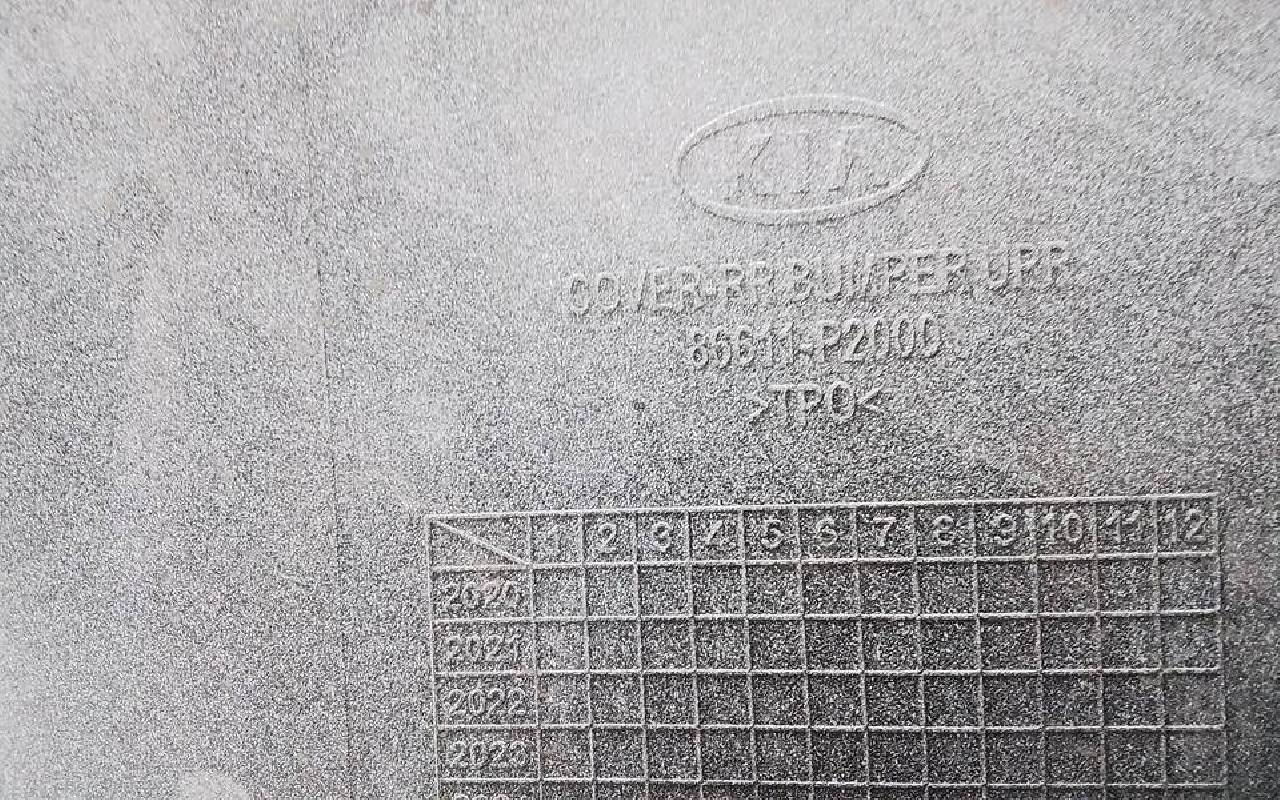 KIA
COVER-RR BUMPER,UPR
86611-P2000
>TPO<
1 2 3 4 5 6 7 8 9 10 11 12
2020
2021
2022
2023